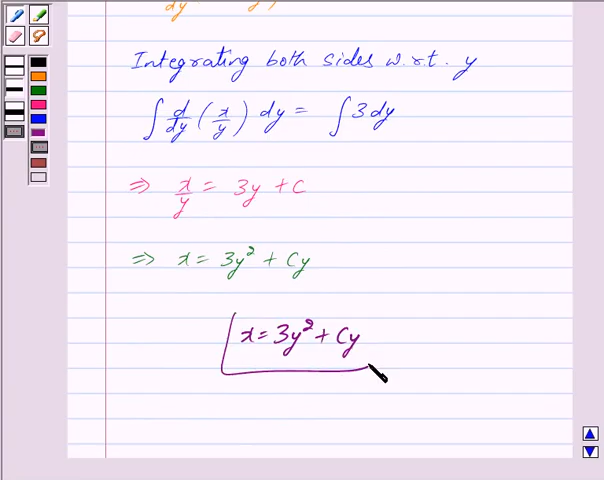 Integrating both sides w.r.t. y
∫ d/dy (x/y) dy = ∫ 3 dy
⇒ x/y = 3y + C
⇒ x = 3y² + Cy
x = 3y² + Cy